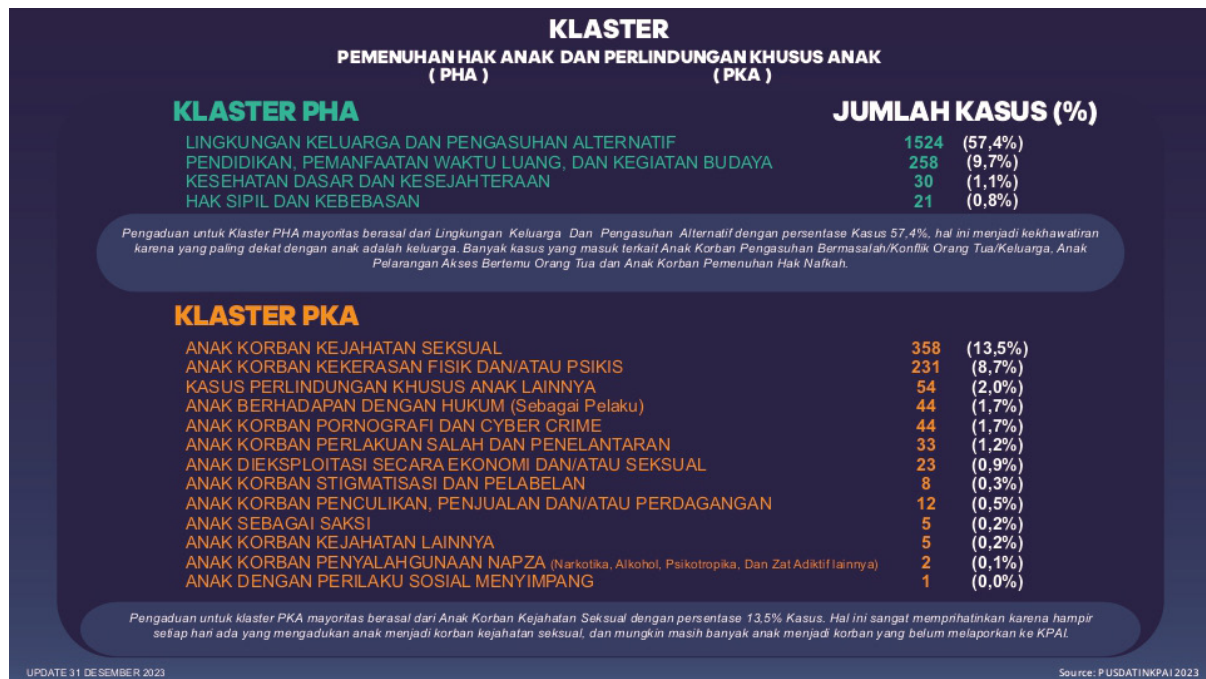 KLASTER
PEMENUHAN HAK ANAK DAN PERLINDUNGAN KHUSUS ANAK
( PHA ) ( PKA )
KLASTER PHA JUMLAH KASUS (%)
LINGKUNGAN KELUARGA DAN PENGASUHAN ALTERNATIF 1524 (57,4%)
PENDIDIKAN, PEMANFAATAN WAKTU LUANG, DAN KEGIATAN BUDAYA 258 (9,7%)
KESEHATAN DASAR DAN KESEJAHTERAAN 30 (1,1%)
HAK SIPIL DAN KEBEBASAN 21 (0,8%)
Pengaduan untuk Klaster PHA mayoritas berasal dari Lingkungan Keluarga Dan Pengasuhan Alternatif dengan persentase Kasus 57,4%, hal ini menjadi kekhawatiran
karena yang paling dekat dengan anak adalah keluarga. Banyak kasus yang masuk terkait Anak Korban Pengasuhan Bermasalah/Konflik Orang Tua/Keluarga, Anak
Pelarangan Akses Bertemu Orang Tua dan Anak Korban Pemenuhan Hak Nafkah.
KLASTER PKA
ANAK KORBAN KEJAHATAN SEKSUAL 358 (13,5%)
ANAK KORBAN KEKERASAN FISIK DAN/ATAU PSIKIS 231 (8,7%)
KASUS PERLINDUNGAN KHUSUS ANAK LAINNYA 54 (2,0%)
ANAK BERHADAPAN DENGAN HUKUM (Sebagai Pelaku) 44 (1,7%)
ANAK KORBAN PORNOGRAFI DAN CYBER CRIME 44 (1,7%)
ANAK KORBAN PERLAKUAN SALAH DAN PENELANTARAN 33 (1,2%)
ANAK DIEKSPLOITASI SECARA EKONOMI DAN/ATAU SEKSUAL 23 (0,9%)
ANAK KORBAN STIGMATISASI DAN PELABELAN 8 (0,3%)
ANAK KORBAN PENCULIKAN, PENJUALAN DAN/ATAU PERDAGANGAN 12 (0,5%)
ANAK SEBAGAI SAKSI 5 (0,2%)
ANAK KORBAN KEJAHATAN LAINNYA 5 (0,2%)
ANAK KORBAN PENYALAHGUNAAN NAPZA (Narkotika, Alkohol, Psikotropika, Dan Zat Adiktif lainnya) 2 (0,1%)
ANAK DENGAN PERILAKU SOSIAL MENYIMPANG 1 (0,0%)
Pengaduan untuk klaster PKA mayoritas berasal dari Anak Korban Kejahatan Seksual dengan persentase 13,5% Kasus. Hal ini sangat memprihatinkan karena hampir
setiap hari ada yang mengadukan anak menjadi korban kejahatan seksual, dan mungkin masih banyak anak menjadi korban yang belum melaporkan ke KPAI.
UPDATE 31 DESEMBER 2023 Source: PUSDATINKPAI 2023